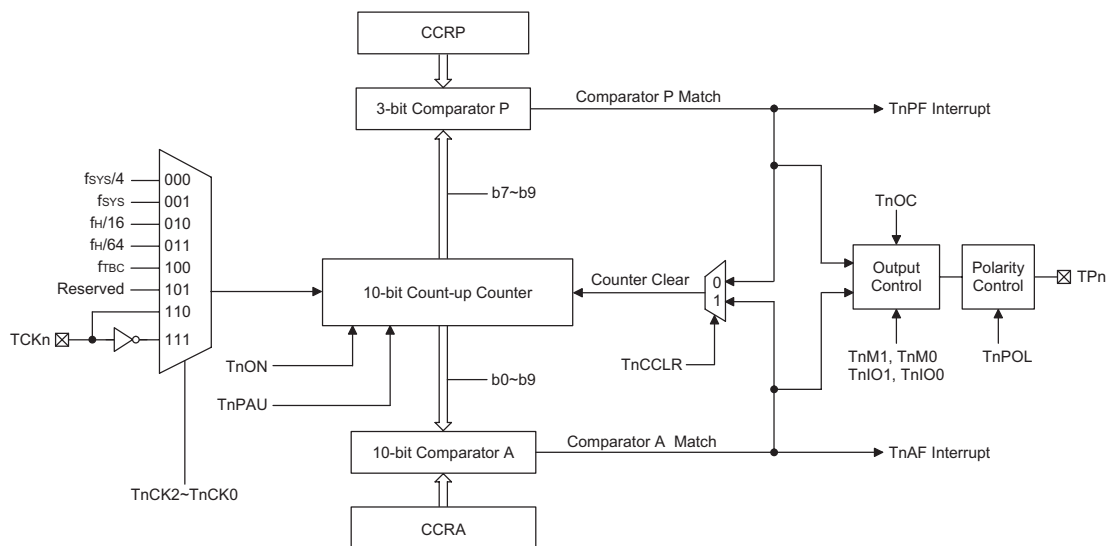 CCRP
3-bit Comparator P
Comparator P Match
TnPF Interrupt
b7~b9
fSYS/4
000
fSYS
001
fH/16
010
fH/64
011
fTBC
100
Reserved
101
110
TCKn
111
TnCK2~TnCK0
10-bit Count-up Counter
TnON
TnPAU
b0~b9
Counter Clear
0
1
TnCCLR
TnOC
Output
Control
TnM1, TnM0
TnIO1, TnIO0
Polarity
Control
TnPOL
TPn
10-bit Comparator A
Comparator A Match
TnAF Interrupt
CCRA